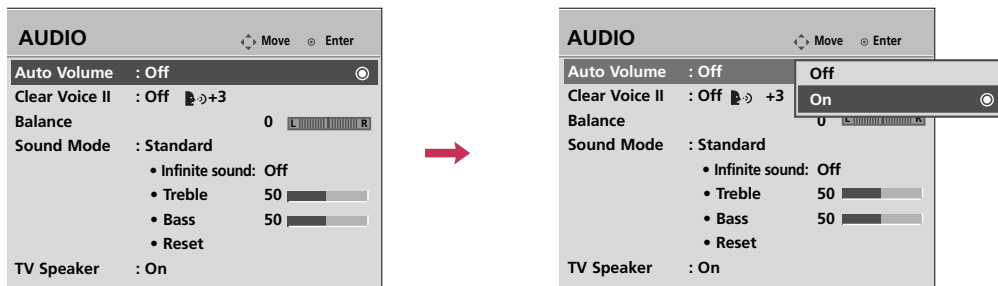 AUDIO
Move Enter
Auto Volume : Off
Clear Voice II : Off +3
Balance 0 L R
Sound Mode : Standard
• Infinite sound: Off
• Treble 50
• Bass 50
• Reset
TV Speaker : On
AUDIO
Move Enter
Auto Volume : Off
Off
On
Clear Voice II : Off +3
Balance 0 L R
Sound Mode : Standard
• Infinite sound: Off
• Treble 50
• Bass 50
• Reset
TV Speaker : On